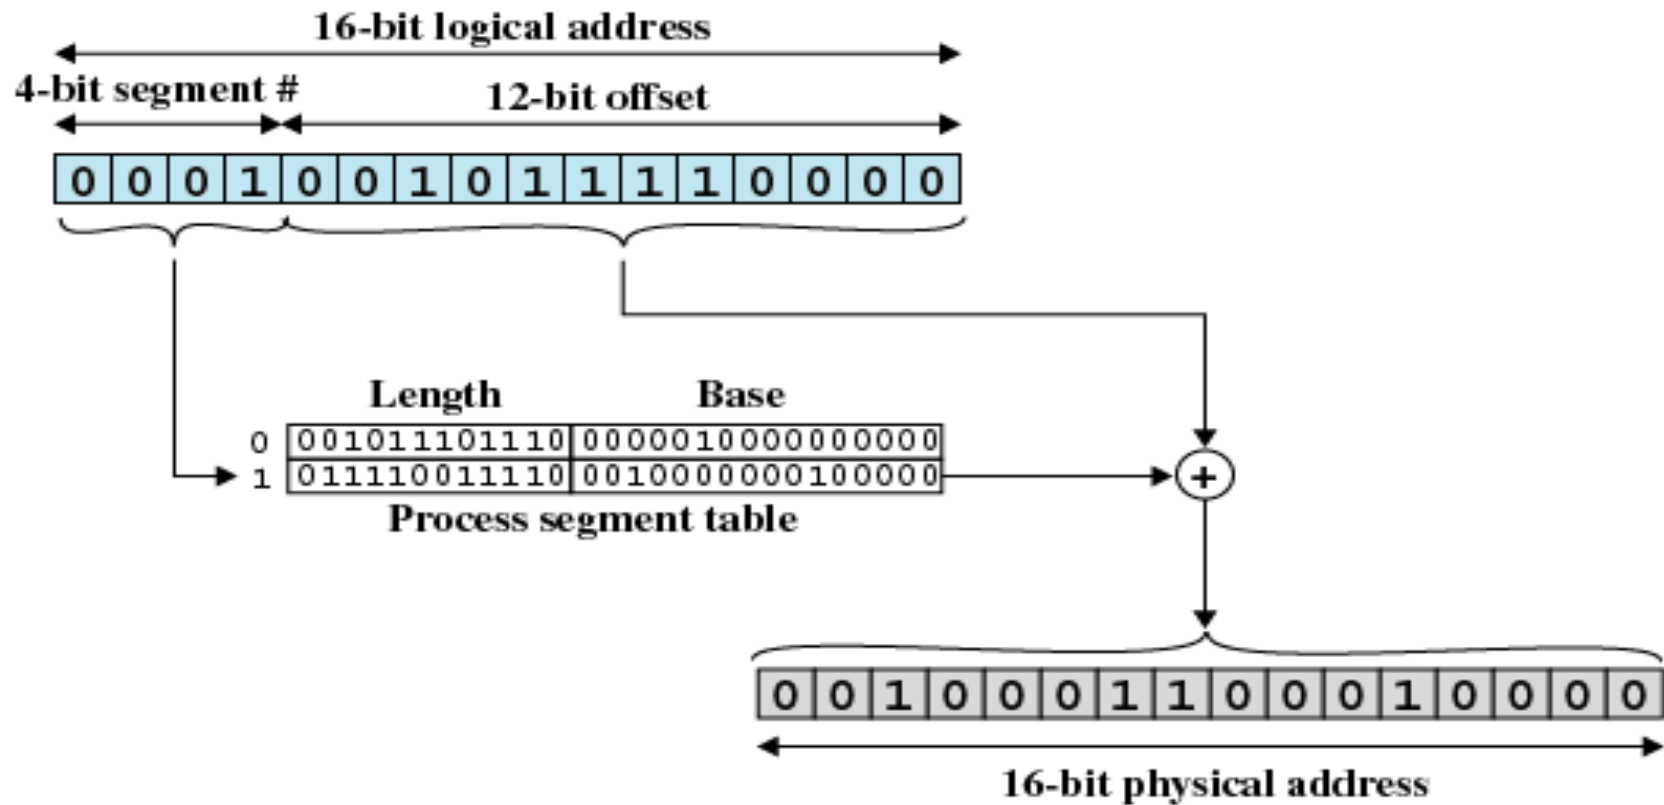 16-bit logical address
4-bit segment #
12-bit offset
0 0 0 1 0 0 1 0 1 1 1 1 0 0 0 0
Length Base
0 001011101110 0000010000000000
1 011110011110 0010000000100000
+
Process segment table
0 0 1 0 0 0 1 1 0 0 0 1 0 0 0 0
16-bit physical address